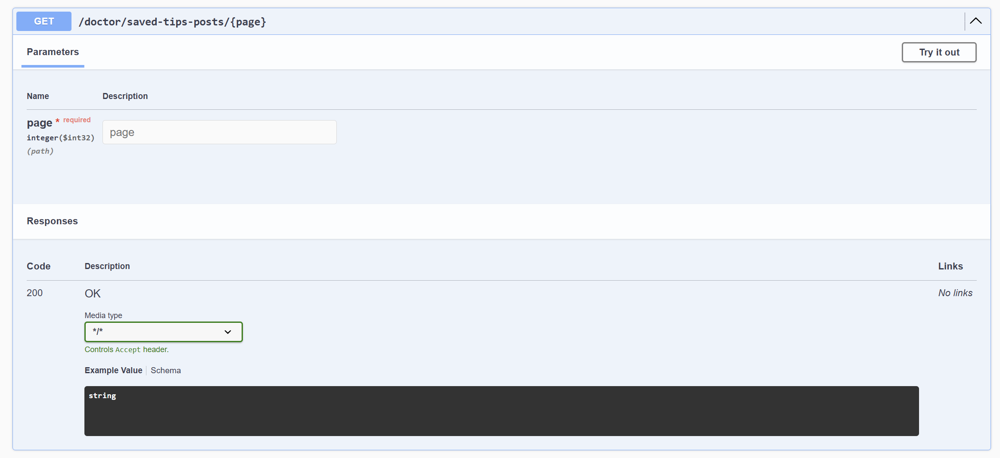 GET /doctor/saved-tips-posts/{page}
Parameters
Try it out
Name Description
page * required
page
integer($int32)
(path)
Responses
Code Description Links
200 OK No links
Media type
*/*
Controls Accept header.
Example Value Schema
string